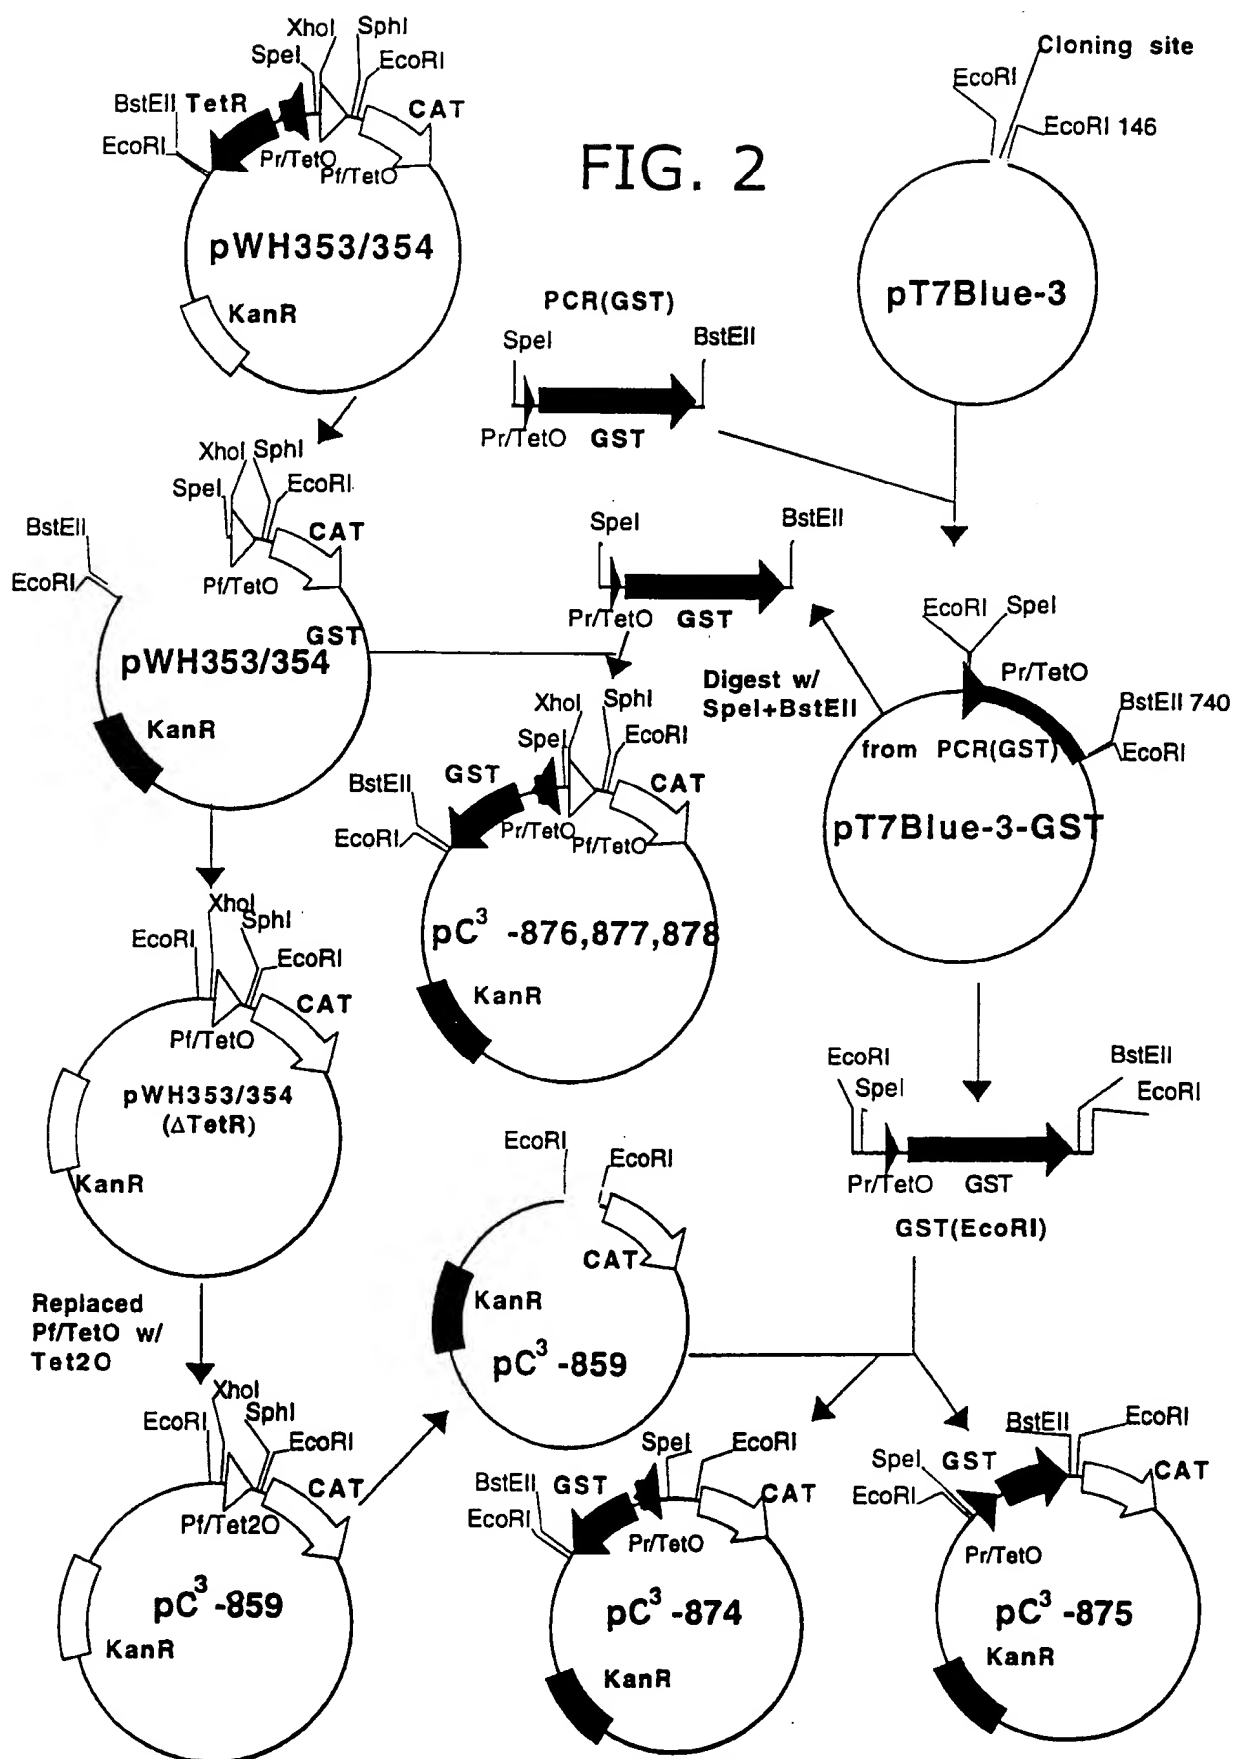 XhoI
SphI
SpeI
EcoRI
BstEII
TetR
CAT
EcoRI
Pr/TetO
Pf/TetO
pWH353/354
KanR
FIG. 2
Cloning site
EcoRI
EcoRI 146
pT7Blue-3
PCR(GST)
SpeI
BstEII
Pr/TetO
GST
XhoI
SphI
SpeI
EcoRI
BstEII
CAT
EcoRI
Pf/TetO
GST
pWH353/354
KanR
SpeI
BstEII
Pr/TetO
GST
Digest w/
SpeI+BstEII
EcoRI
SpeI
Pr/TetO
BstEII 740
from PCR(GST)
EcoRI
pT7Blue-3-GST
XhoI
SphI
SpeI
EcoRI
GST
CAT
BstEII
EcoRI
Pr/TetO
Pf/TetO
pC3 -876,877,878
KanR
XhoI
SphI
EcoRI
EcoRI
CAT
Pf/TetO
pWH353/354
(ΔTetR)
KanR
EcoRI
SpeI
BstEII
EcoRI
Pr/TetO
GST
GST(EcoRI)
EcoRI
EcoRI
CAT
KanR
pC3 -859
Replaced
Pf/TetO w/
Tet2O
XhoI
SphI
EcoRI
EcoRI
CAT
Pf/Tet2O
pC3 -859
KanR
SpeI
EcoRI
BstEII
GST
CAT
EcoRI
Pr/TetO
pC3 -874
KanR
BstEII
EcoRI
SpeI
GST
CAT
EcoRI
Pr/TetO
pC3 -875
KanR